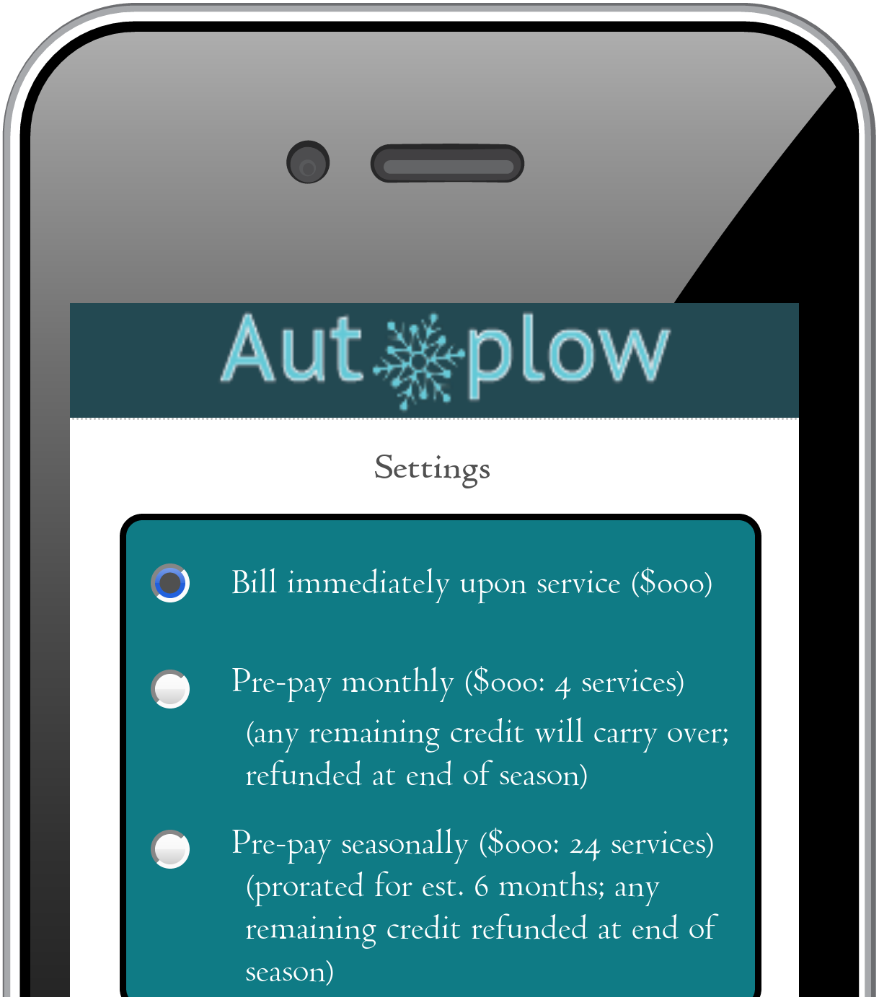 Aut plow
Settings
Bill immediately upon service ($000)
Pre-pay monthly ($000: 4 services)
(any remaining credit will carry over;
refunded at end of season)
Pre-pay seasonally ($000: 24 services)
(prorated for est. 6 months; any
remaining credit refunded at end of
season)